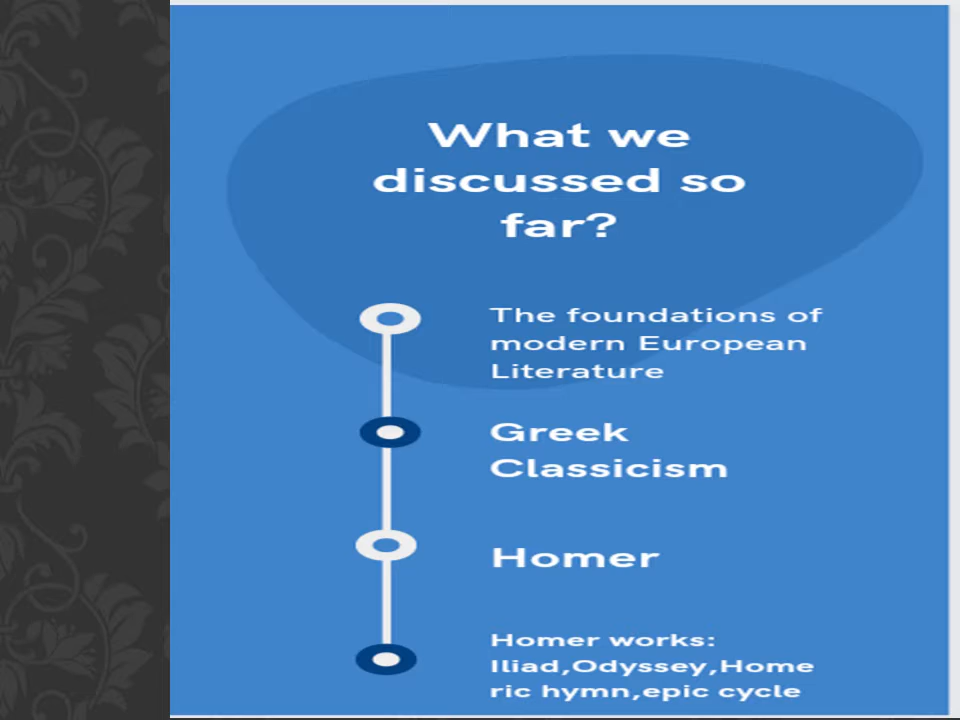 What we
discussed so
far?
The foundations of
modern European
Literature
Greek
Classicism
Homer
Homer works:
Iliad,Odyssey,Home
ric hymn,epic cycle